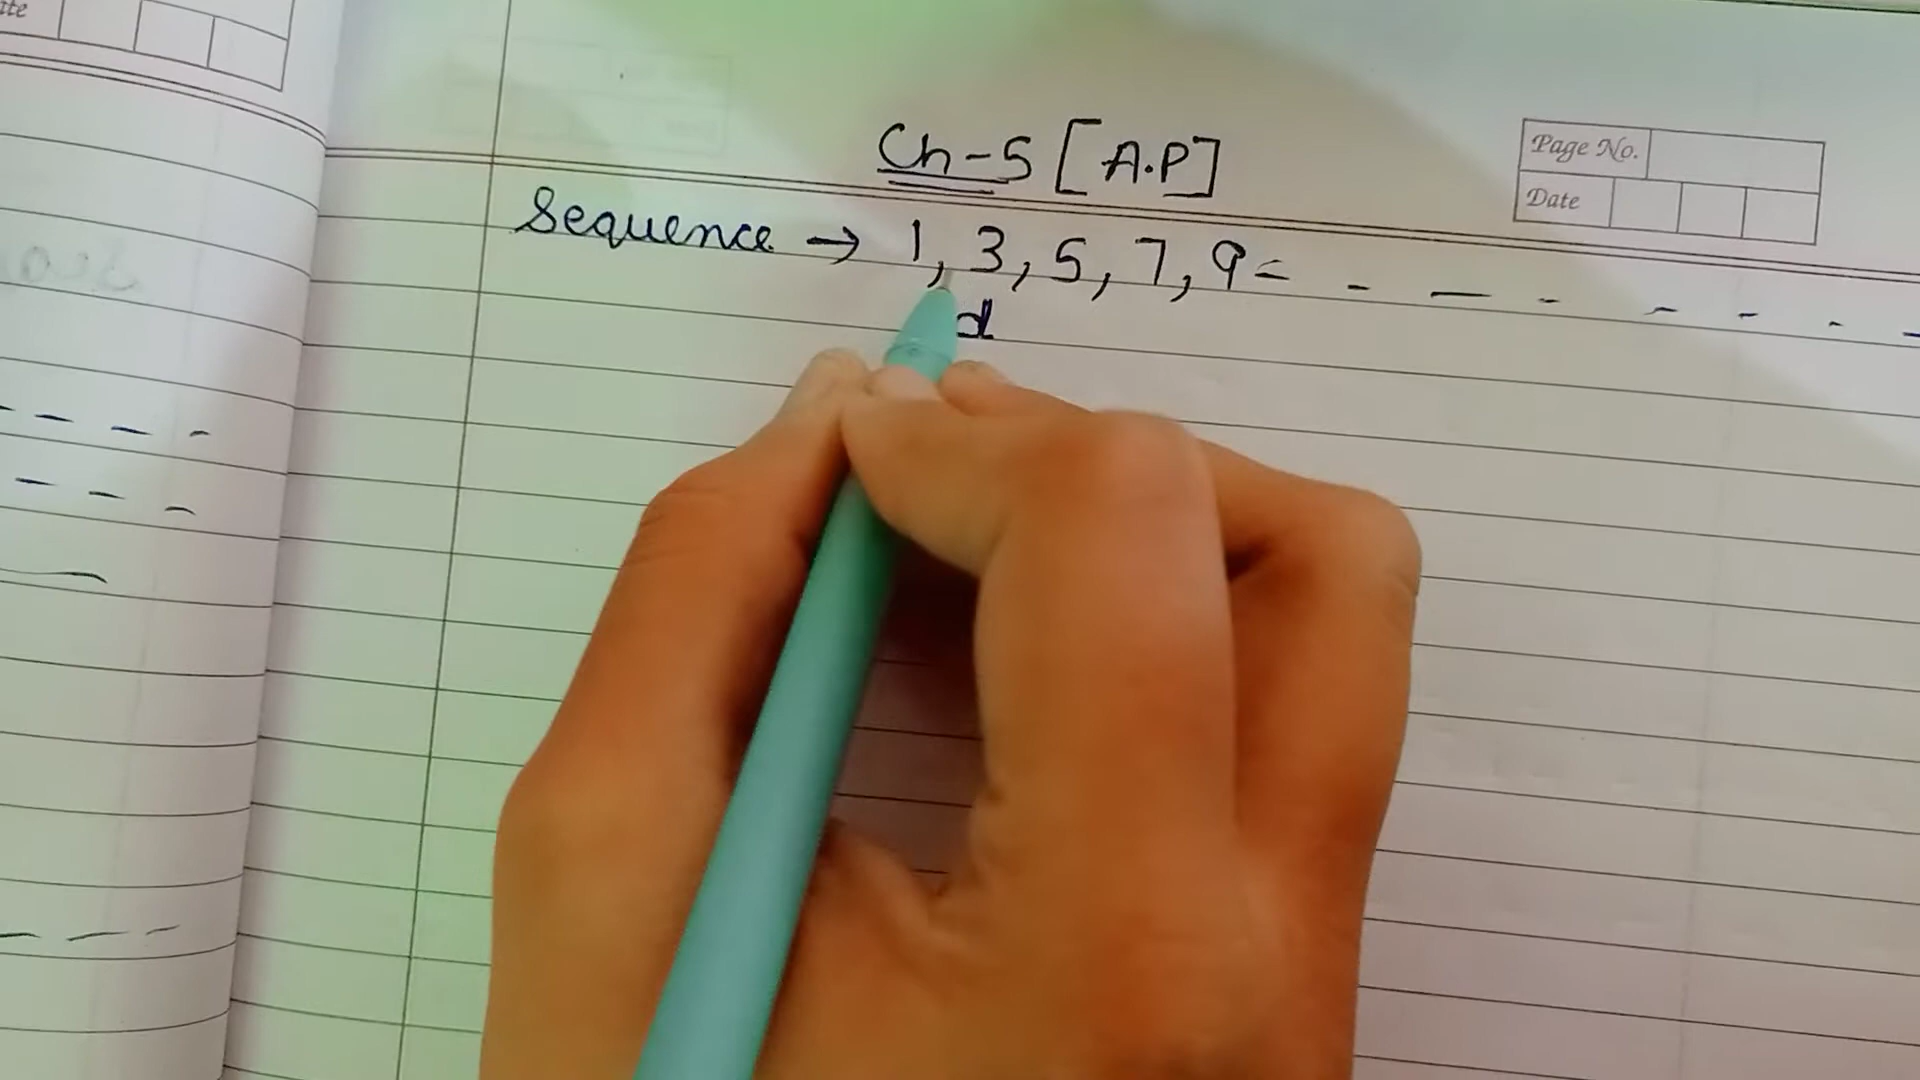 Ch-5 [A.P]
Page No.
Date
Sequence → 1, 3, 5, 7, 9 - - - - - - - - -
d